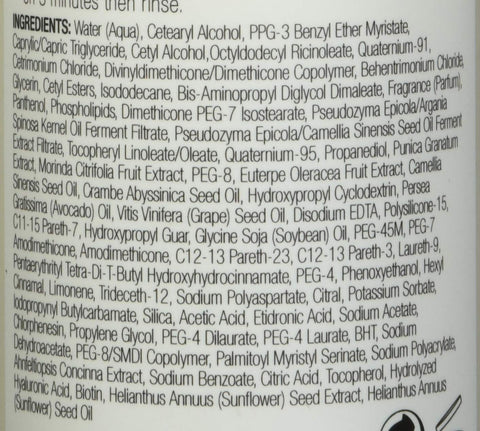 on 5 minutes then rinse.
INGREDIENTS: Water (Aqua), Cetearyl Alcohol, PPG-3 Benzyl Ether Myristate,
Caprylic/Capric Triglyceride, Cetyl Alcohol,Octyldodecyl Ricinoleate, Quaternium-91,
Cetrimonium Chloride, Divinyldimethicone/Dimethicone Copolymer, Behentrimonium Chloride,
Glycerin, Cetyl Esters, Isododecane, Bis-Aminopropyl Diglycol Dimaleate, Fragrance (Parfum),
Panthenol, Phospholipids, Dimethicone PEG-7 Isostearate, Pseudozyma Epicola/Argania
Spinosa Kernel Oil Ferment Filtrate, Pseudozyma Epicola/Camellia Sinensis Seed Oil Ferment
Extract Filtrate, Tocopheryl Linoleate/Oleate, Quaternium-95, Propanediol, Punica Granatum
Extract, Morinda Citrifolia Fruit Extract, PEG-8, Euterpe Oleracea Fruit Extract, Camellia
Sinensis Seed Oil, Crambe Abyssinica Seed Oil, Hydroxypropyl Cyclodextrin, Persea
Gratissima (Avocado) Oil, Vitis Vinifera (Grape) Seed Oil, Disodium EDTA, Polysilicone-15,
C11-15 Pareth-7, Hydroxypropyl Guar, Glycine Soja (Soybean) Oil, PEG-45M, PEG-7
Amodimethicone, Amodimethicone, C12-13 Pareth-23, C12-13 Pareth-3, Laureth-9,
Pentaerythrityl Tetra-Di-T-Butyl Hydroxyhydrocinnamate, PEG-4, Phenoxyethanol, Hexyl
Cinnamal, Limonene, Trideceth-12, Sodium Polyaspartate, Citral, Potassium Sorbate,
Iodopropynyl Butylcarbamate, Silica, Acetic Acid, Etidronic Acid, Sodium Acetate,
Chlorphenesin, Propylene Glycol, PEG-4 Dilaurate, PEG-4 Laurate, BHT, Sodium
Dehydroacetate, PEG-8/SMDI Copolymer, Palmitoyl Myristyl Serinate, Sodium Polyacrylate,
Ahnfeltiopsis Concinna Extract, Sodium Benzoate, Citric Acid, Tocopherol, Hydrolyzed
Hyaluronic Acid, Biotin, Helianthus Annuus (Sunflower) Seed Extract, Helianthus Annuus
(Sunflower) Seed Oil